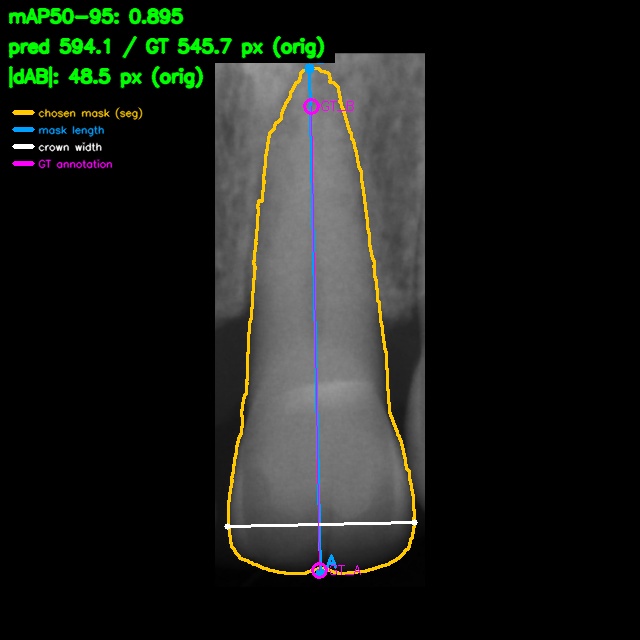 mAP50-95: 0.895
pred 594.1 / GT 545.7 px (orig)
|dAB|: 48.5 px (orig)
chosen mask (seg)
mask length
crown width
GT annotation
GT_B
A
GT_A